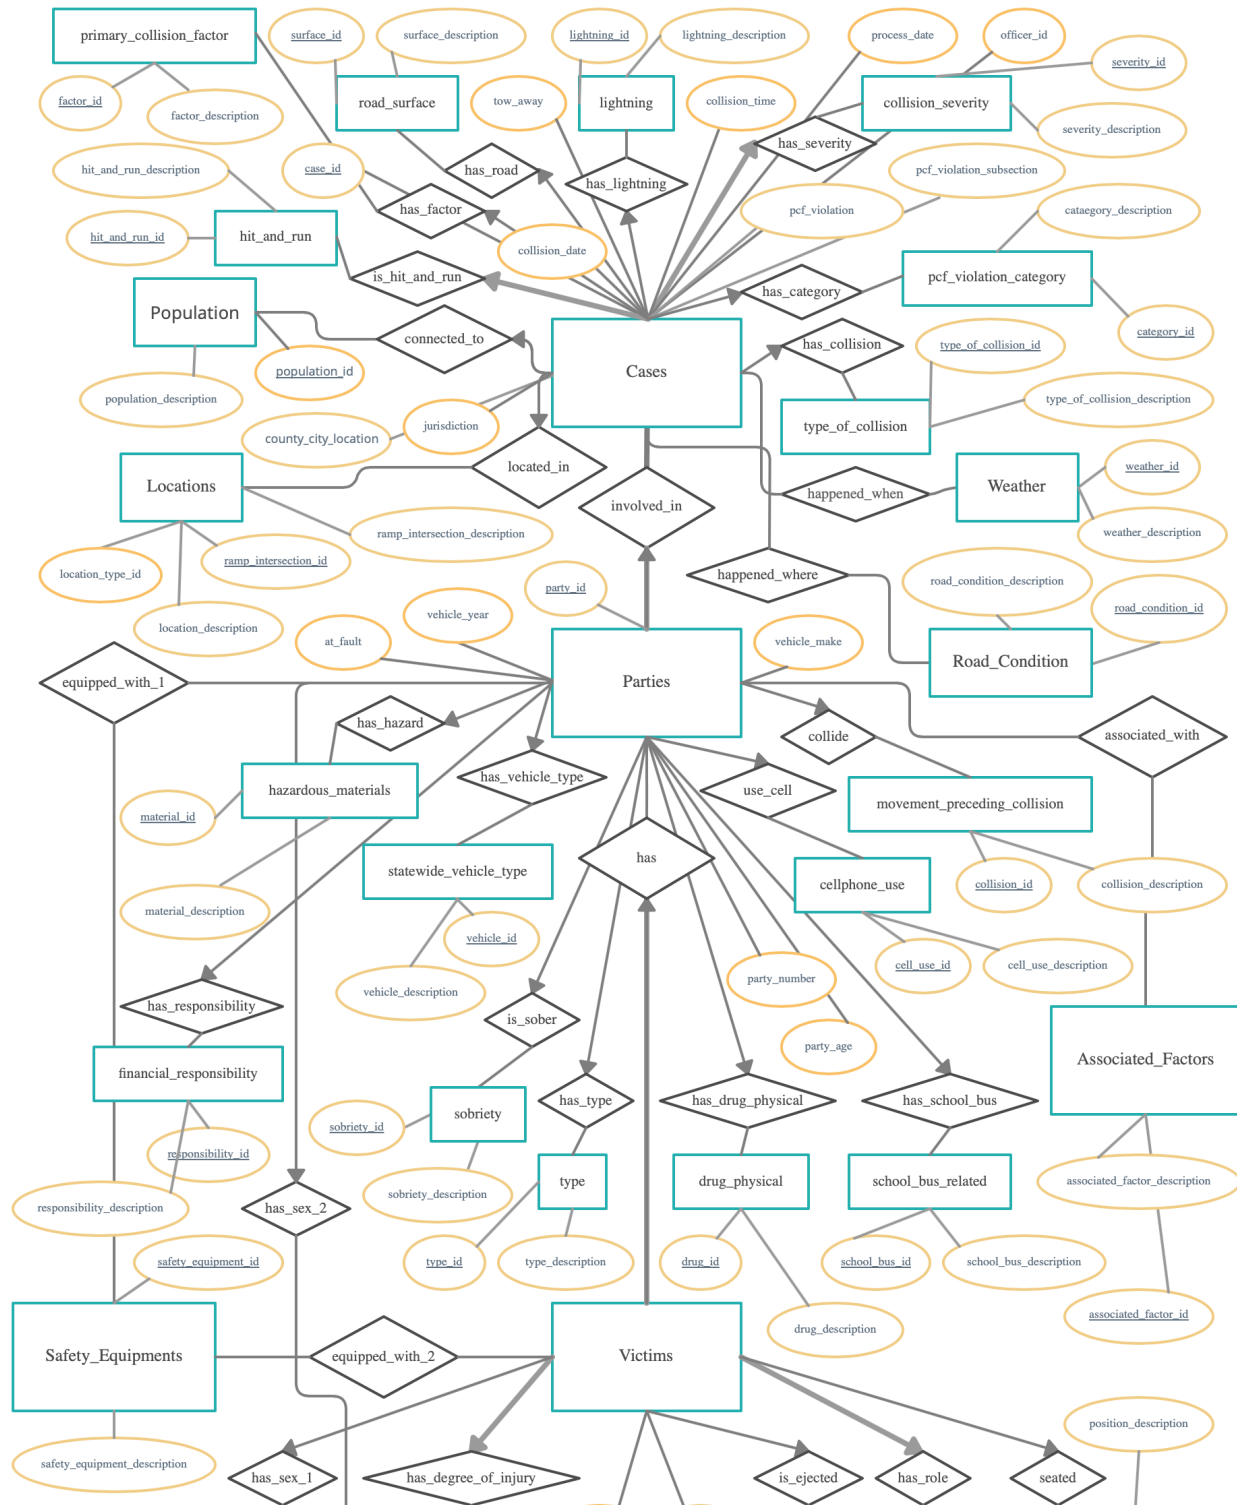 primary_collision_factor
surface_id
surface_description
lightning_id
lightning_description
process_date
officer_id
severity_id
factor_id
factor_description
road_surface
tow_away
lightning
collision_time
collision_severity
severity_description
hit_and_run_description
case_id
has_road
has_lightning
has_severity
pcf_violation_subsection
has_factor
pcf_violation
cataegory_description
hit_and_run_id
hit_and_run
collision_date
is_hit_and_run
has_category
pcf_violation_category
Population
connected_to
has_collision
type_of_collision_id
category_id
population_id
Cases
population_description
type_of_collision_description
county_city_location
jurisdiction
type_of_collision
Locations
located_in
involved_in
happened_when
Weather
weather_id
ramp_intersection_description
weather_description
location_type_id
ramp_intersection_id
happened_where
road_condition_description
road_condition_id
party_id
location_description
at_fault
vehicle_year
vehicle_make
Road_Condition
equipped_with_1
Parties
has_hazard
collide
associated_with
has_vehicle_type
use_cell
hazardous_materials
movement_preceding_collision
material_id
has
statewide_vehicle_type
cellphone_use
collision_id
collision_description
material_description
vehicle_id
vehicle_description
party_number
cell_use_id
cell_use_description
has_responsibility
is_sober
party_age
financial_responsibility
Associated_Factors
has_type
has_drug_physical
has_school_bus
sobriety_id
sobriety
responsibility_id
type
drug_physical
school_bus_related
associated_factor_description
sobriety_description
responsibility_description
has_sex_2
safety_equipment_id
type_id
type_description
drug_id
school_bus_id
school_bus_description
associated_factor_id
drug_description
Safety_Equipments
equipped_with_2
Victims
position_description
safety_equipment_description
has_sex_1
has_degree_of_injury
is_ejected
has_role
seated